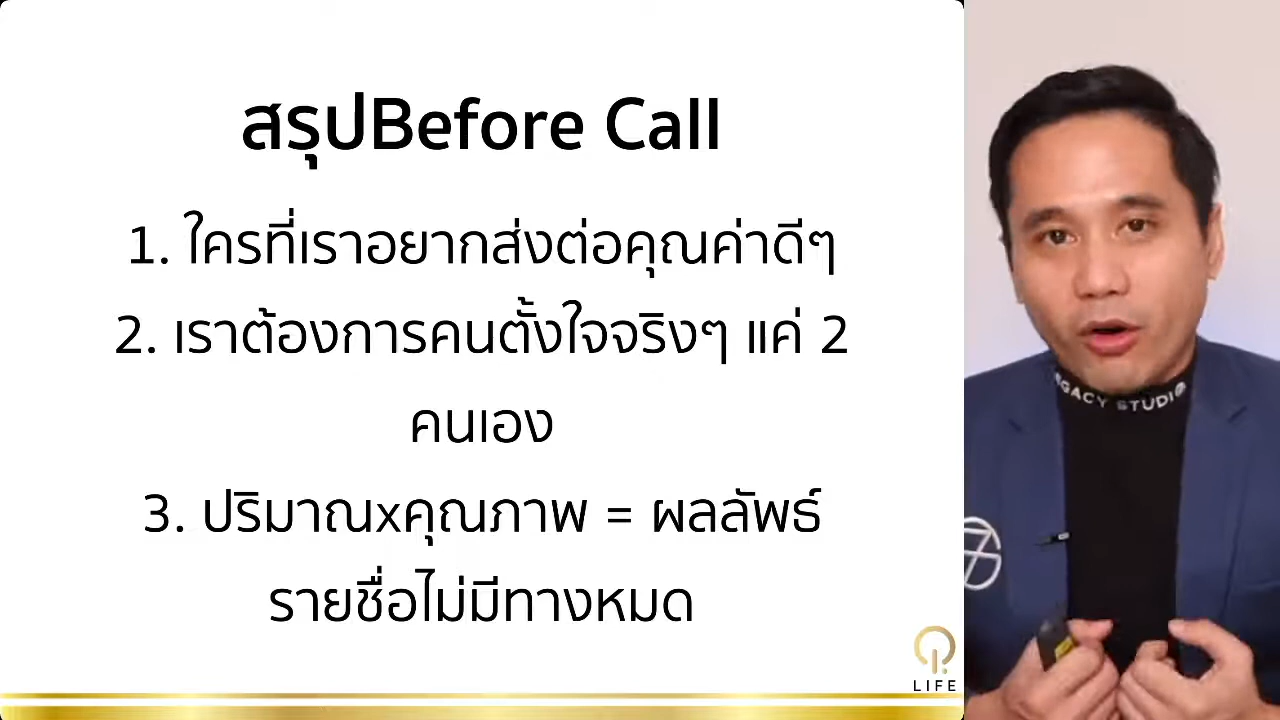 สรุปBefore Call
1. ใครที่เราอยากส่งต่อคุณค่าดีๆ
2. เราต้องการคนตั้งใจจริงๆ แค่ 2
คนเอง
3. ปริมาณxคุณภาพ = ผลลัพธ์
รายชื่อไม่มีทางหมด
LIFE
EGACY STUDIO